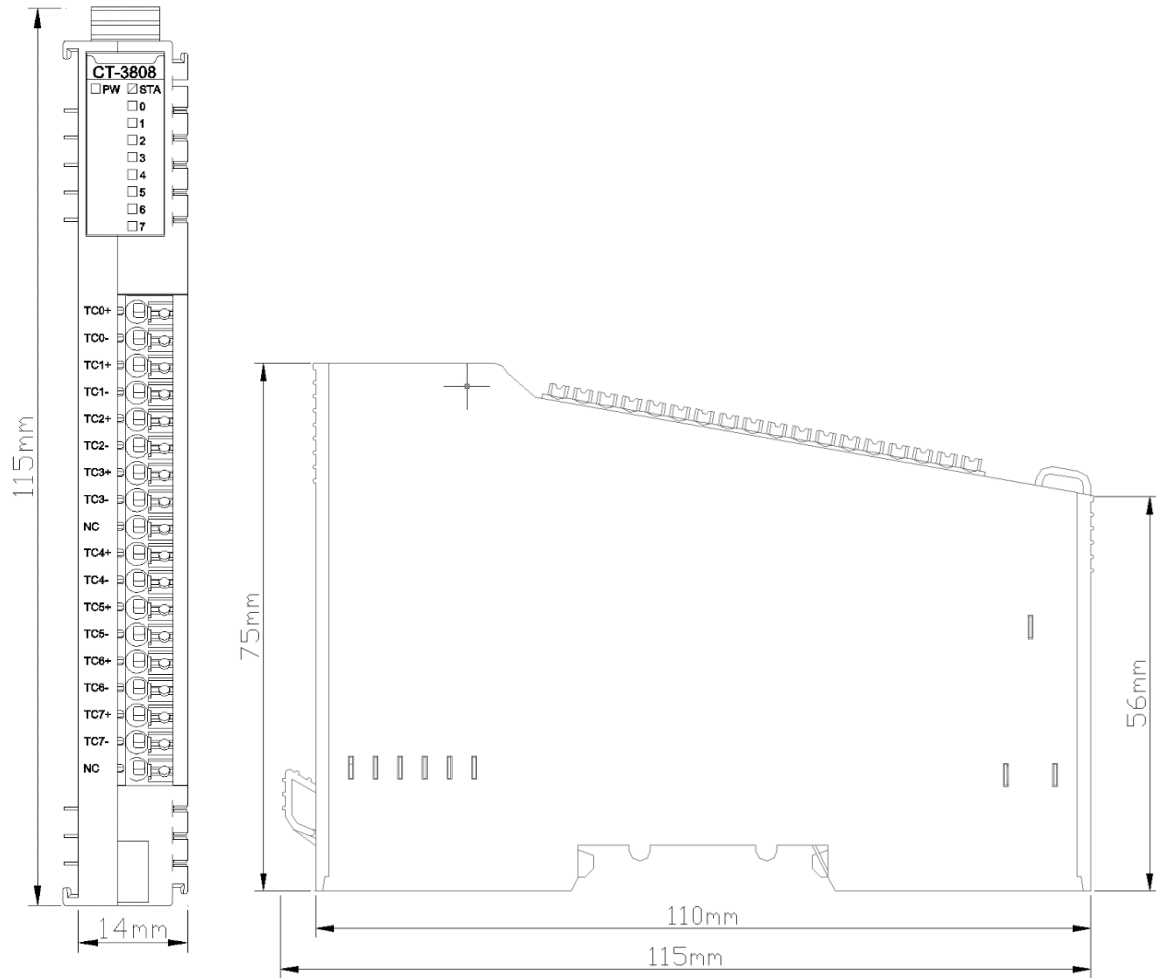 CT-3808
PW STA
0
1
2
3
4
5
6
7
TC0+
TC0-
TC1+
TC1-
TC2+
TC2-
TC3+
TC3-
NC
TC4+
TC4-
TC5+
TC5-
TC6+
TC6-
TC7+
TC7-
NC
115mm
14mm
75mm
56mm
110mm
115mm